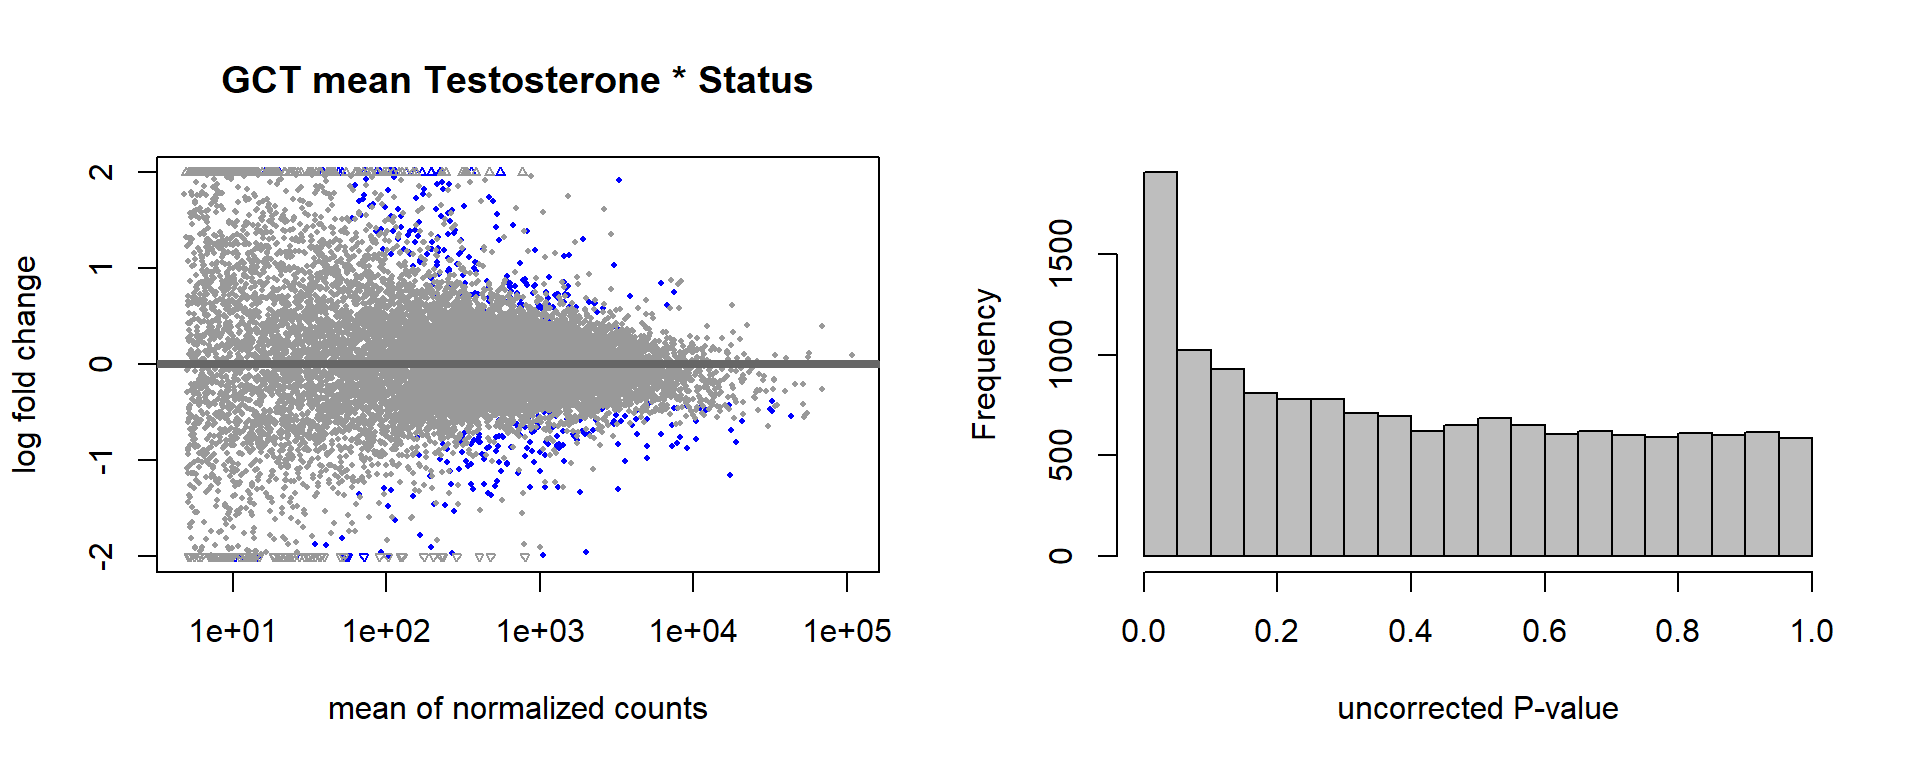 GCT mean Testosterone * Status
log fold change
2
1
0
-1
-2
1e+01 1e+02 1e+03 1e+04 1e+05
mean of normalized counts
Frequency
1500
1000
500
0
0.0 0.2 0.4 0.6 0.8 1.0
uncorrected P-value